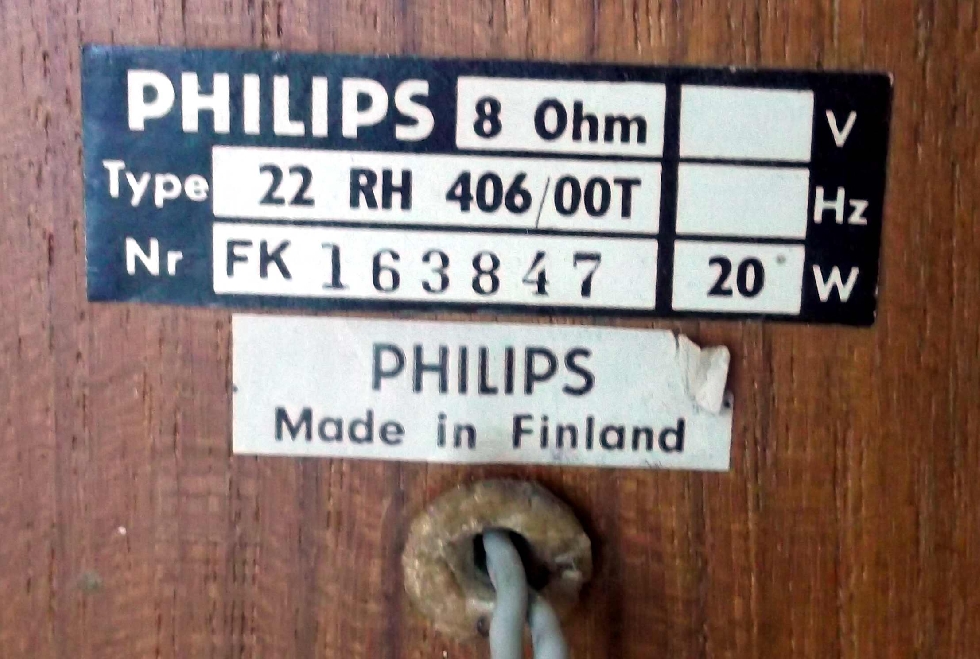 PHILIPS 8 Ohm V
Type 22 RH 406/00T Hz
Nr FK 163847 20 W
PHILIPS
Made in Finland